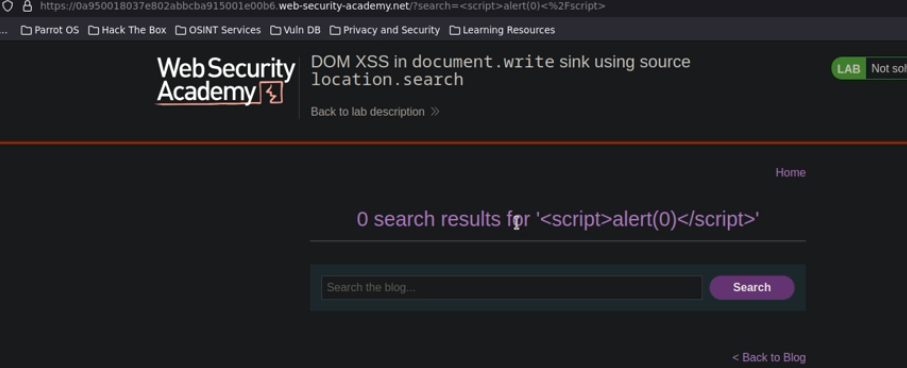 https://0a950018037e802abbcba915001e00b6.web-security-academy.net/?search=<script>alert(0)<%2Fscript>
... Parrot OS Hack The Box OSINT Services Vuln DB Privacy and Security Learning Resources
Web Security
Academy
DOM XSS in document.write sink using source
location.search
Back to lab description
LAB Not sol
Home
0 search results for '<script>alert(0)</script>'
Search the blog...
Search
< Back to Blog